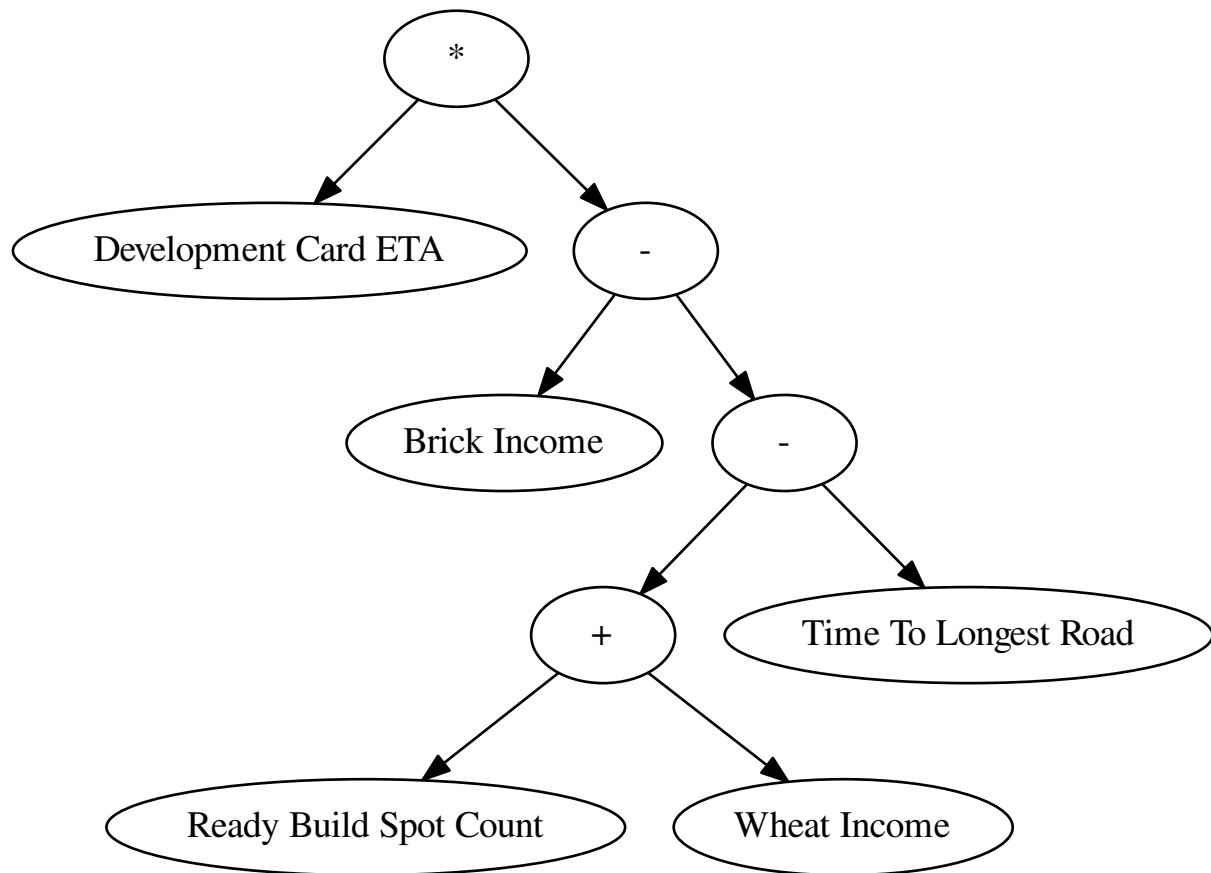 *
Development Card ETA
-
Brick Income
-
+
Time To Longest Road
Ready Build Spot Count
Wheat Income